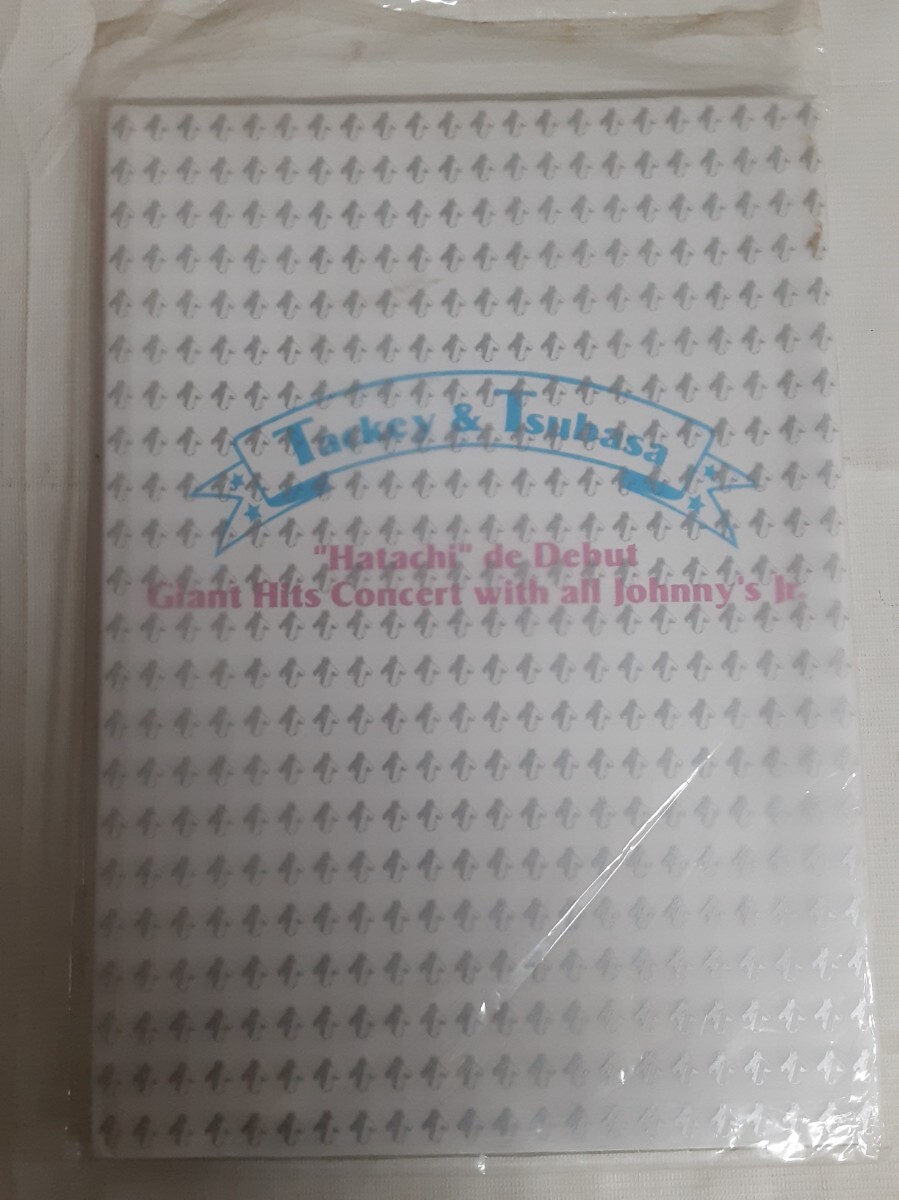 Tackey & Tsubasa
"Hatachi" de Debut
Giant Hits Concert with all Johnny's Jr.